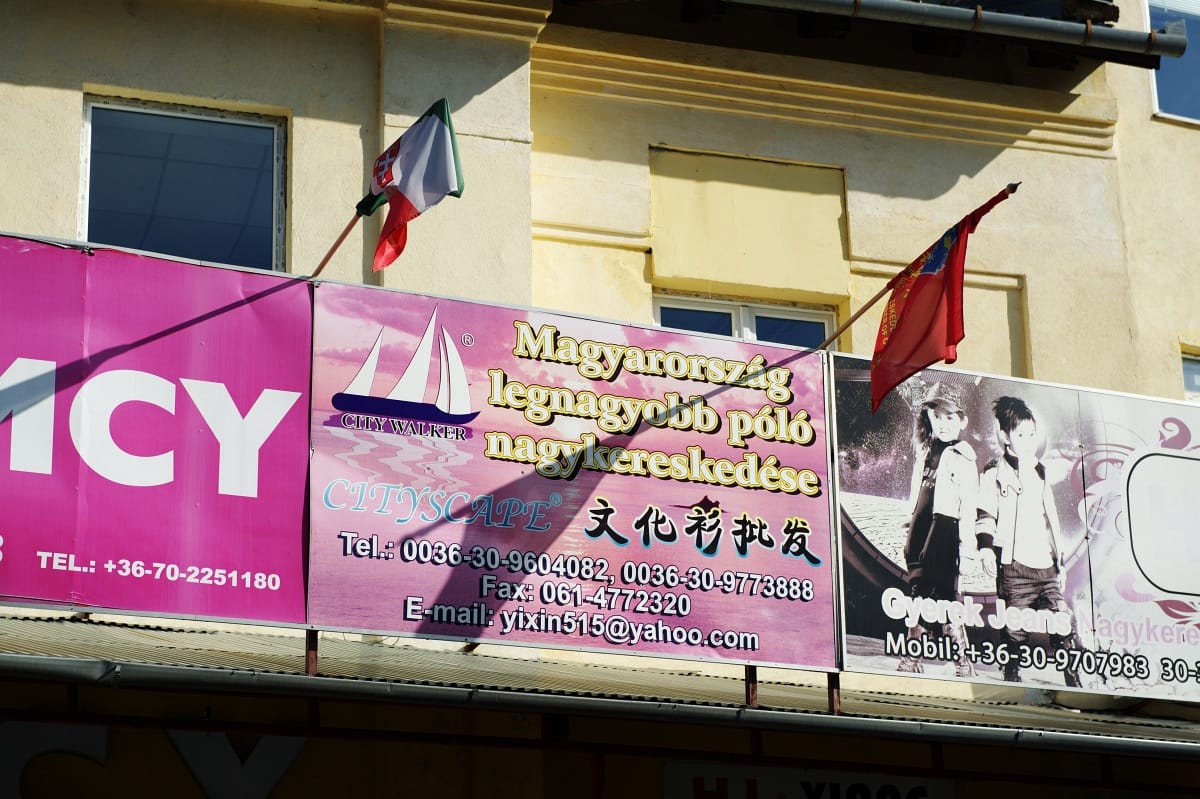 MCY
TEL.: +36-70-2251180
®
CITY WALKER
Magyarország
legnagyobb póló
nagykereskedése
CITYSCAPE®
文化衫批发
Tel.: 0036-30-9604082, 0036-30-9773888
Fax: 061-4772320
E-mail: yixin515@yahoo.com
Gyerek Jeans Nagykere
Mobil: +36-30-9707983 30-